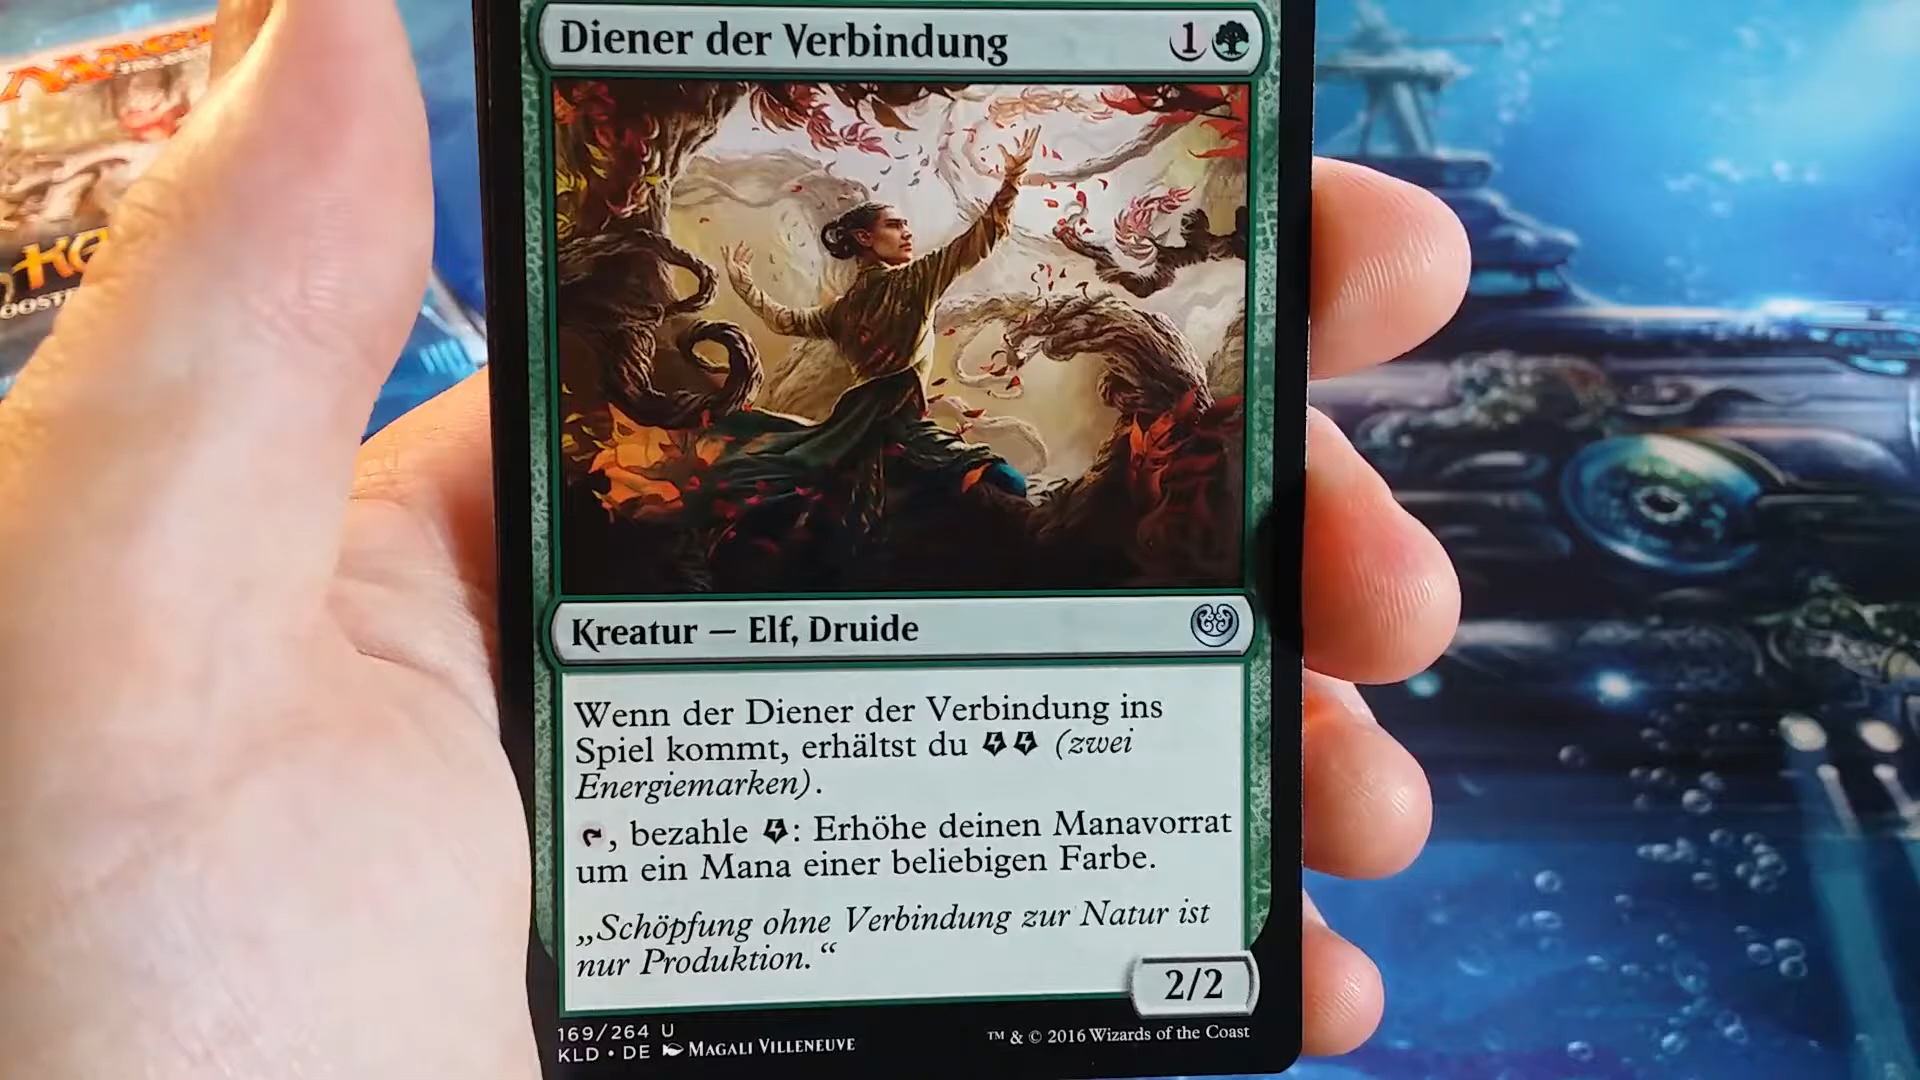 Diener der Verbindung
1
Kreatur — Elf, Druide
Wenn der Diener der Verbindung ins
Spiel kommt, erhältst du (zwei
Energiemarken).
, bezahle : Erhöhe deinen Manavorrat
um ein Mana einer beliebigen Farbe.
„Schöpfung ohne Verbindung zur Natur ist
nur Produktion.“
2/2
169/264 U
KLD • DE MAGALI VILLENEUVE
™ & © 2016 Wizards of the Coast